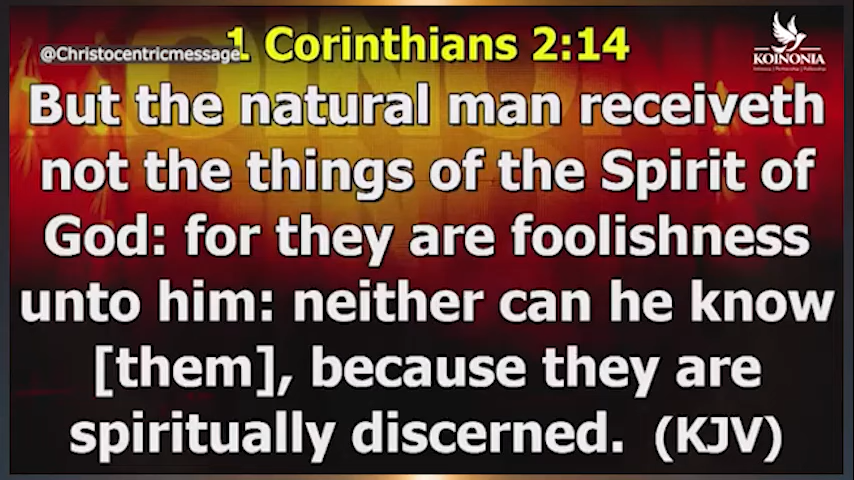 @Christocentricmessage
1 Corinthians 2:14
KOINONIA
But the natural man receiveth
not the things of the Spirit of
God: for they are foolishness
unto him: neither can he know
[them], because they are
spiritually discerned. (KJV)